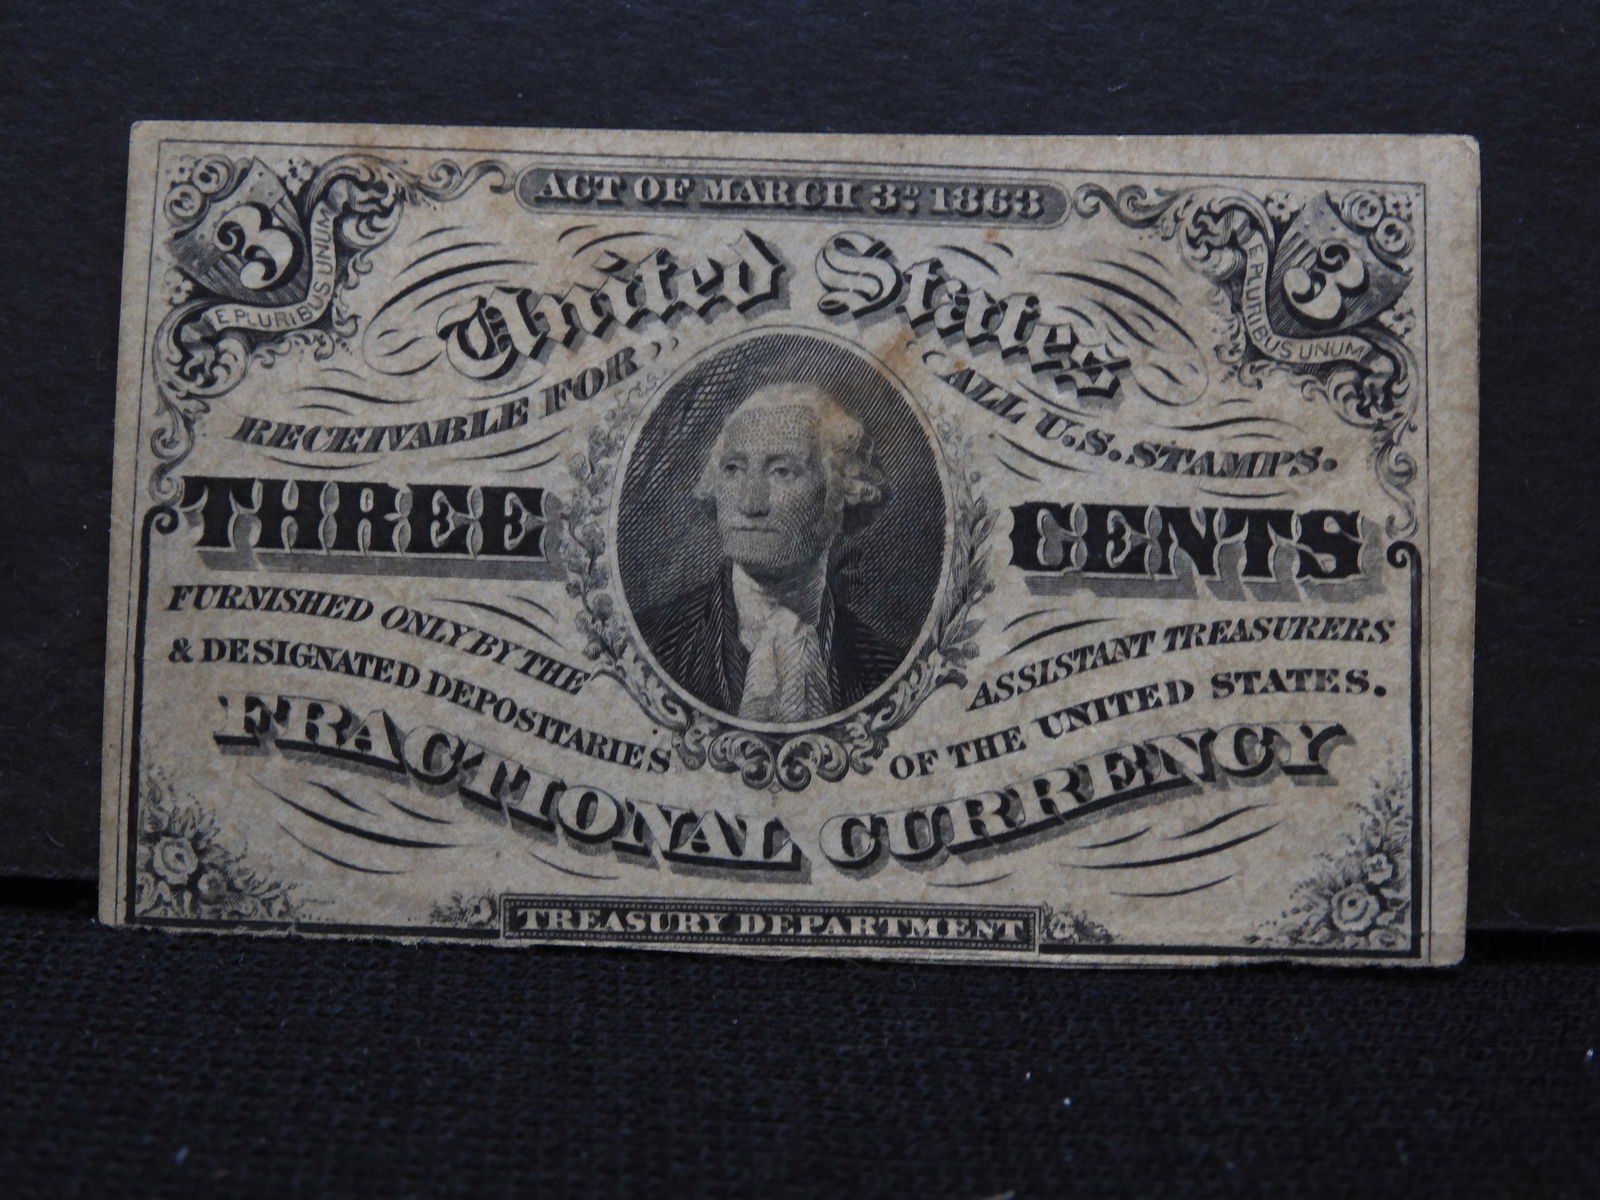 ACT OF MARCH 3D. 1863
3
E PLURIBUS UNUM
3
E PLURIBUS UNUM
United States
RECEIVABLE FOR ALL U.S. STAMPS.
THREE CENTS
FURNISHED ONLY BY THE ASSISTANT TREASURERS
& DESIGNATED DEPOSITARIES OF THE UNITED STATES.
FRACTIONAL CURRENCY
TREASURY DEPARTMENT